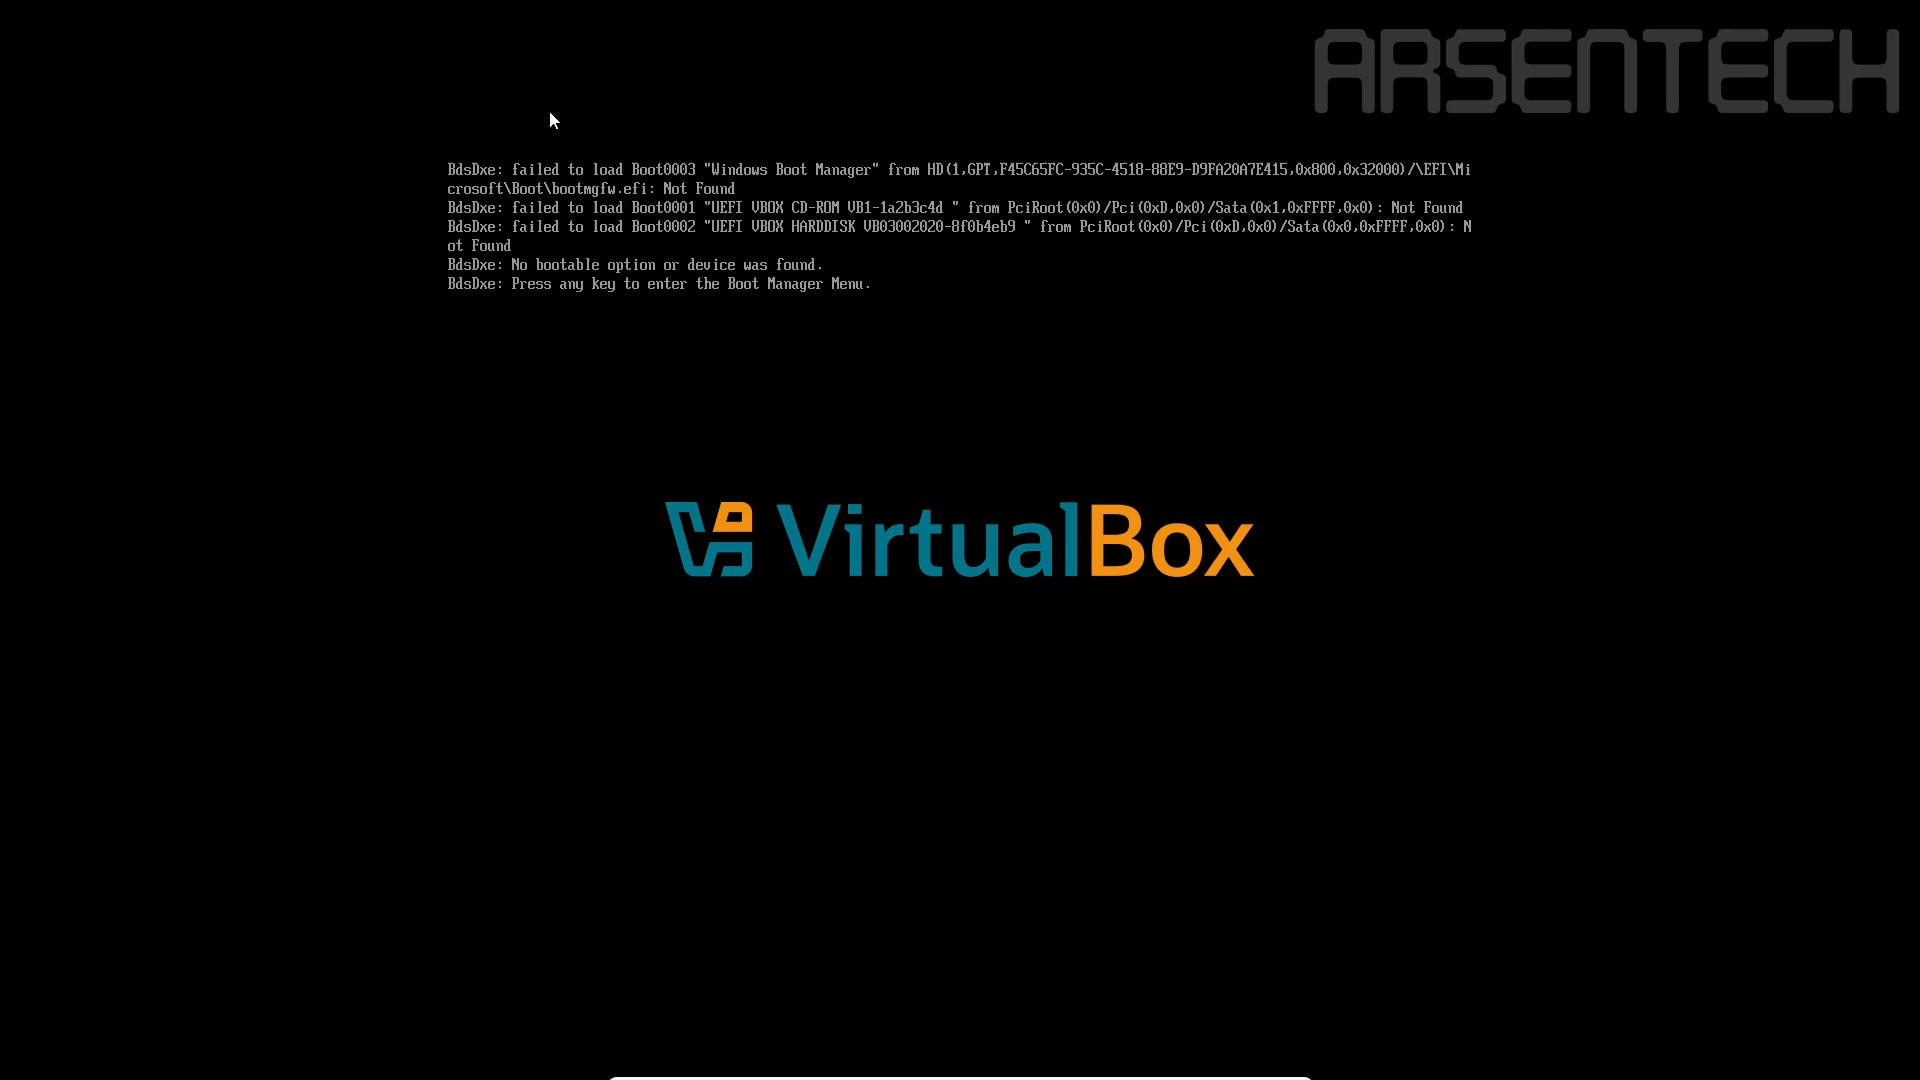 ARSENTECH
BdsDxe: failed to load Boot0003 "Windows Boot Manager" from HD(1,GPT,F45C65FC-935C-4518-88E9-D9FA20A7E415,0x800,0x32000)/\EFI\Mi
crosoft\Boot\bootmgfw.efi: Not Found
BdsDxe: failed to load Boot0001 "UEFI VBOX CD-ROM VB1-1a2b3c4d " from PciRoot(0x0)/Pci(0xD,0x0)/Sata(0x1,0xFFFF,0x0): Not Found
BdsDxe: failed to load Boot0002 "UEFI VBOX HARDDISK VB03002020-8f0b4eb9 " from PciRoot(0x0)/Pci(0xD,0x0)/Sata(0x0,0xFFFF,0x0): N
ot Found
BdsDxe: No bootable option or device was found.
BdsDxe: Press any key to enter the Boot Manager Menu.
VirtualBox